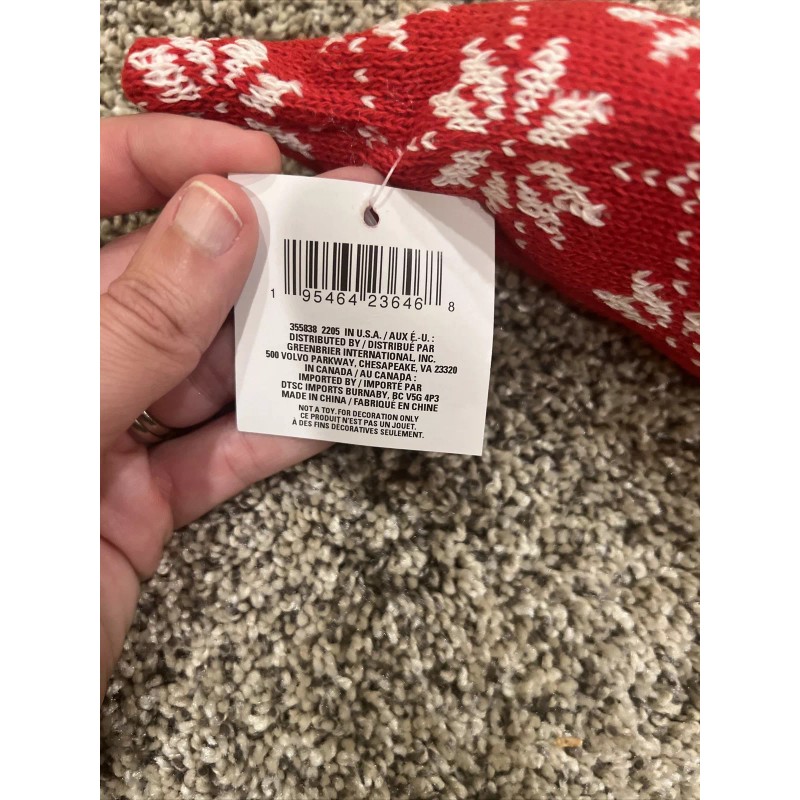 1 95464 23646 8
355838 2205 IN U.S.A. / AUX É.-U. :
DISTRIBUTED BY / DISTRIBUÉ PAR
GREENBRIER INTERNATIONAL, INC.
500 VOLVO PARKWAY, CHESAPEAKE, VA 23320
IN CANADA / AU CANADA :
IMPORTED BY / IMPORTÉ PAR
DTSC IMPORTS BURNABY, BC V5G 4P3
MADE IN CHINA / FABRIQUÉ EN CHINE
NOT A TOY. FOR DECORATION ONLY
CE PRODUIT N'EST PAS UN JOUET.
À DES FINS DÉCORATIVES SEULEMENT.